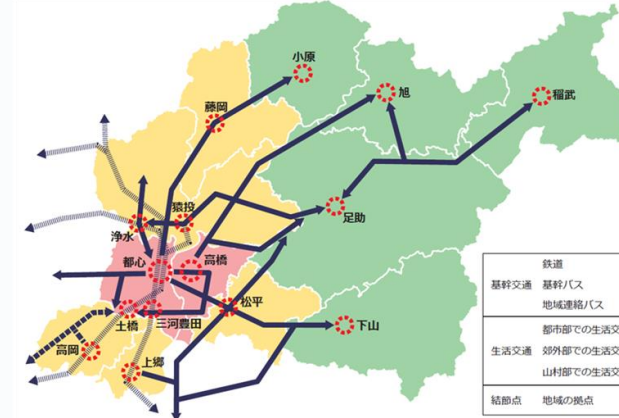 小原
旭
稲武
藤岡
猿投
足助
浄水
都心
高橋
松平
土橋
三河豊田
下山
高岡
上郷
鉄道
基幹交通 基幹バス
地域連絡バス
都市部での生活交
生活交通 郊外部での生活交
山村部での生活交
結節点 地域の拠点